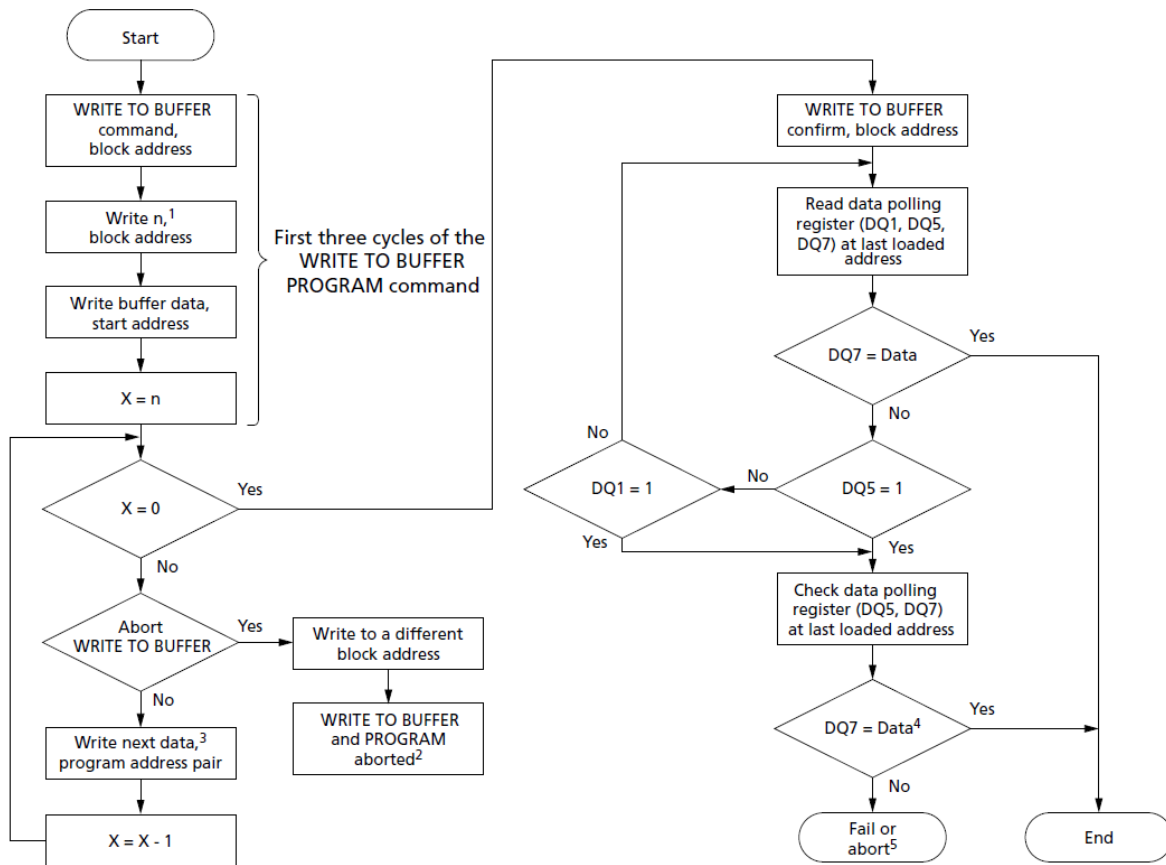 Start
WRITE TO BUFFER
command,
block address
Write n,1
block address
Write buffer data,
start address
X = n
First three cycles of the
WRITE TO BUFFER
PROGRAM command
X = 0
Yes
No
Abort
WRITE TO BUFFER
Yes
No
Write to a different
block address
WRITE TO BUFFER
and PROGRAM
aborted2
Write next data,3
program address pair
X = X - 1
WRITE TO BUFFER
confirm, block address
Read data polling
register (DQ1, DQ5,
DQ7) at last loaded
address
DQ7 = Data
Yes
No
DQ5 = 1
No
Yes
DQ1 = 1
No
Yes
Check data polling
register (DQ5, DQ7)
at last loaded address
DQ7 = Data4
Yes
No
Fail or
abort5
End